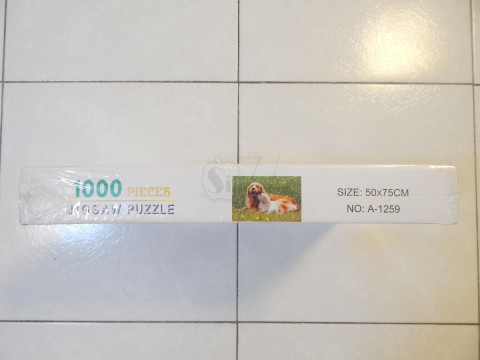 1000 PIECES
JIGSAW PUZZLE
SIZE: 50x75CM
NO: A-1259